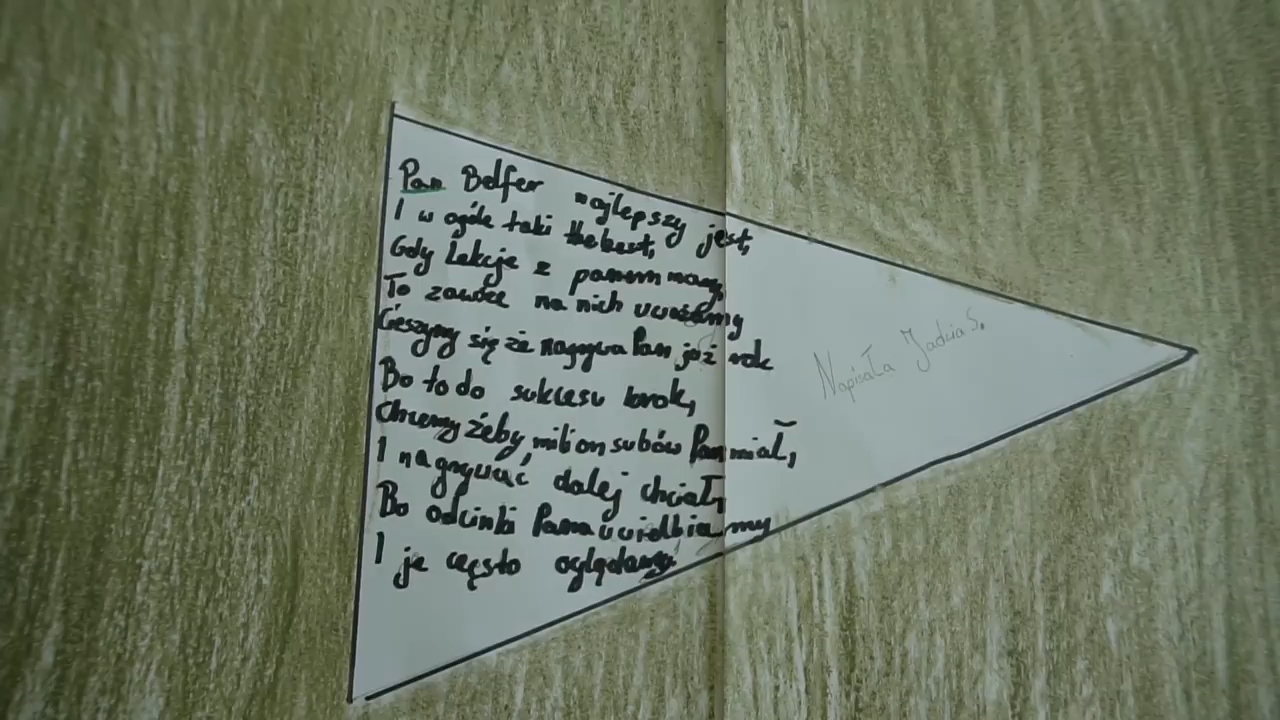 Pan Belfer najlepszy jest,
I w ogóle taki the best,
Gdy lekcje z panem mamy,
To zawsze na nich uważamy
Cieszymy się że nagrywa Pan już rok
Bo to do sukcesu krok,
Chcemy żeby milion subów Pan miał,
I nagrywać dalej chciał,
Bo odcinki Pana uwielbiamy
I je często oglądamy!
Napisała Jadzia S.